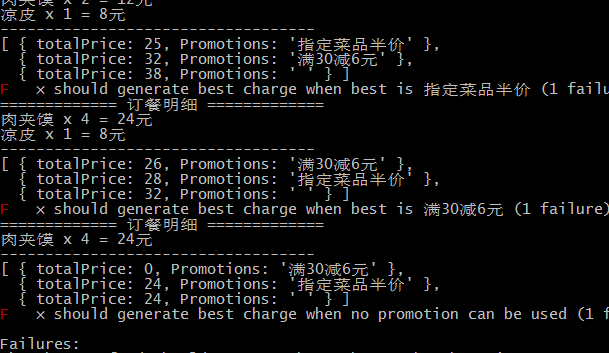 肉夹馍 x 2 = 12元
凉皮 x 1 = 8元
-----------------------------------
[ { totalPrice: 25, Promotions: '指定菜品半价' },
{ totalPrice: 32, Promotions: '满30减6元' },
{ totalPrice: 38, Promotions: ' ' } ]
F x should generate best charge when best is 指定菜品半价 (1 failu
============= 订餐明细 =============
肉夹馍 x 4 = 24元
凉皮 x 1 = 8元
-----------------------------------
[ { totalPrice: 26, Promotions: '满30减6元' },
{ totalPrice: 28, Promotions: '指定菜品半价' },
{ totalPrice: 32, Promotions: ' ' } ]
F x should generate best charge when best is 满30减6元 (1 failure)
============= 订餐明细 =============
肉夹馍 x 4 = 24元
-----------------------------------
[ { totalPrice: 0, Promotions: '满30减6元' },
{ totalPrice: 24, Promotions: '指定菜品半价' },
{ totalPrice: 24, Promotions: ' ' } ]
F x should generate best charge when no promotion can be used (1 f
Failures: